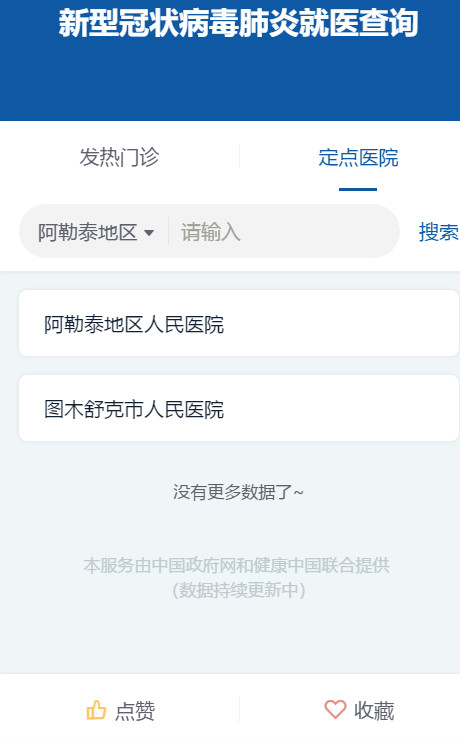 新型冠状病毒肺炎就医查询
发热门诊
定点医院
阿勒泰地区
请输入
搜索
阿勒泰地区人民医院
图木舒克市人民医院
没有更多数据了~
本服务由中国政府网和健康中国联合提供
(数据持续更新中)
点赞
收藏